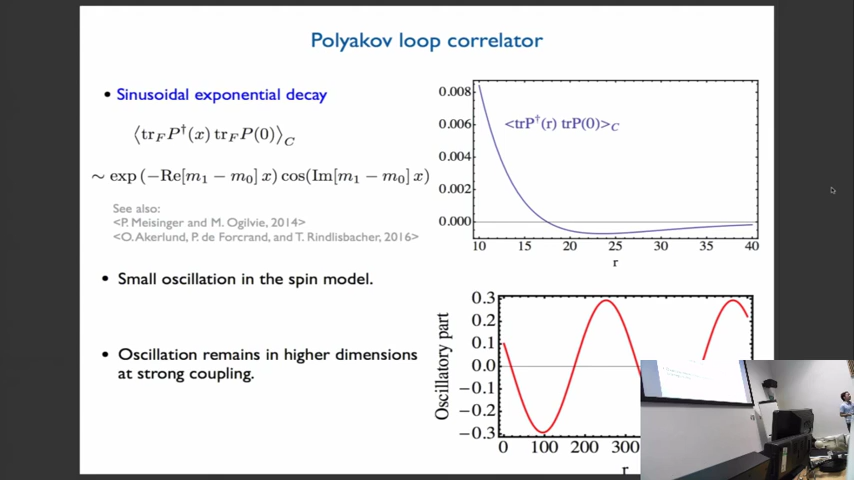 Polyakov loop correlator
• Sinusoidal exponential decay
⟨tr_F P†(x) tr_F P(0)⟩_C
∼ exp (−Re[m₁ − m₀] x) cos(Im[m₁ − m₀] x)
See also:
<P. Meisinger and M. Ogilvie, 2014>
<O. Akerlund, P. de Forcrand, and T. Rindlisbacher, 2016>
• Small oscillation in the spin model.
• Oscillation remains in higher dimensions
at strong coupling.
0.008
0.006
0.004
0.002
0.000
<trP†(r) trP(0)>_C
10 15 20 25 30 35 40
r
Oscillatory part
0.3
0.2
0.1
0.0
−0.1
−0.2
−0.3
0 100 200 300
r